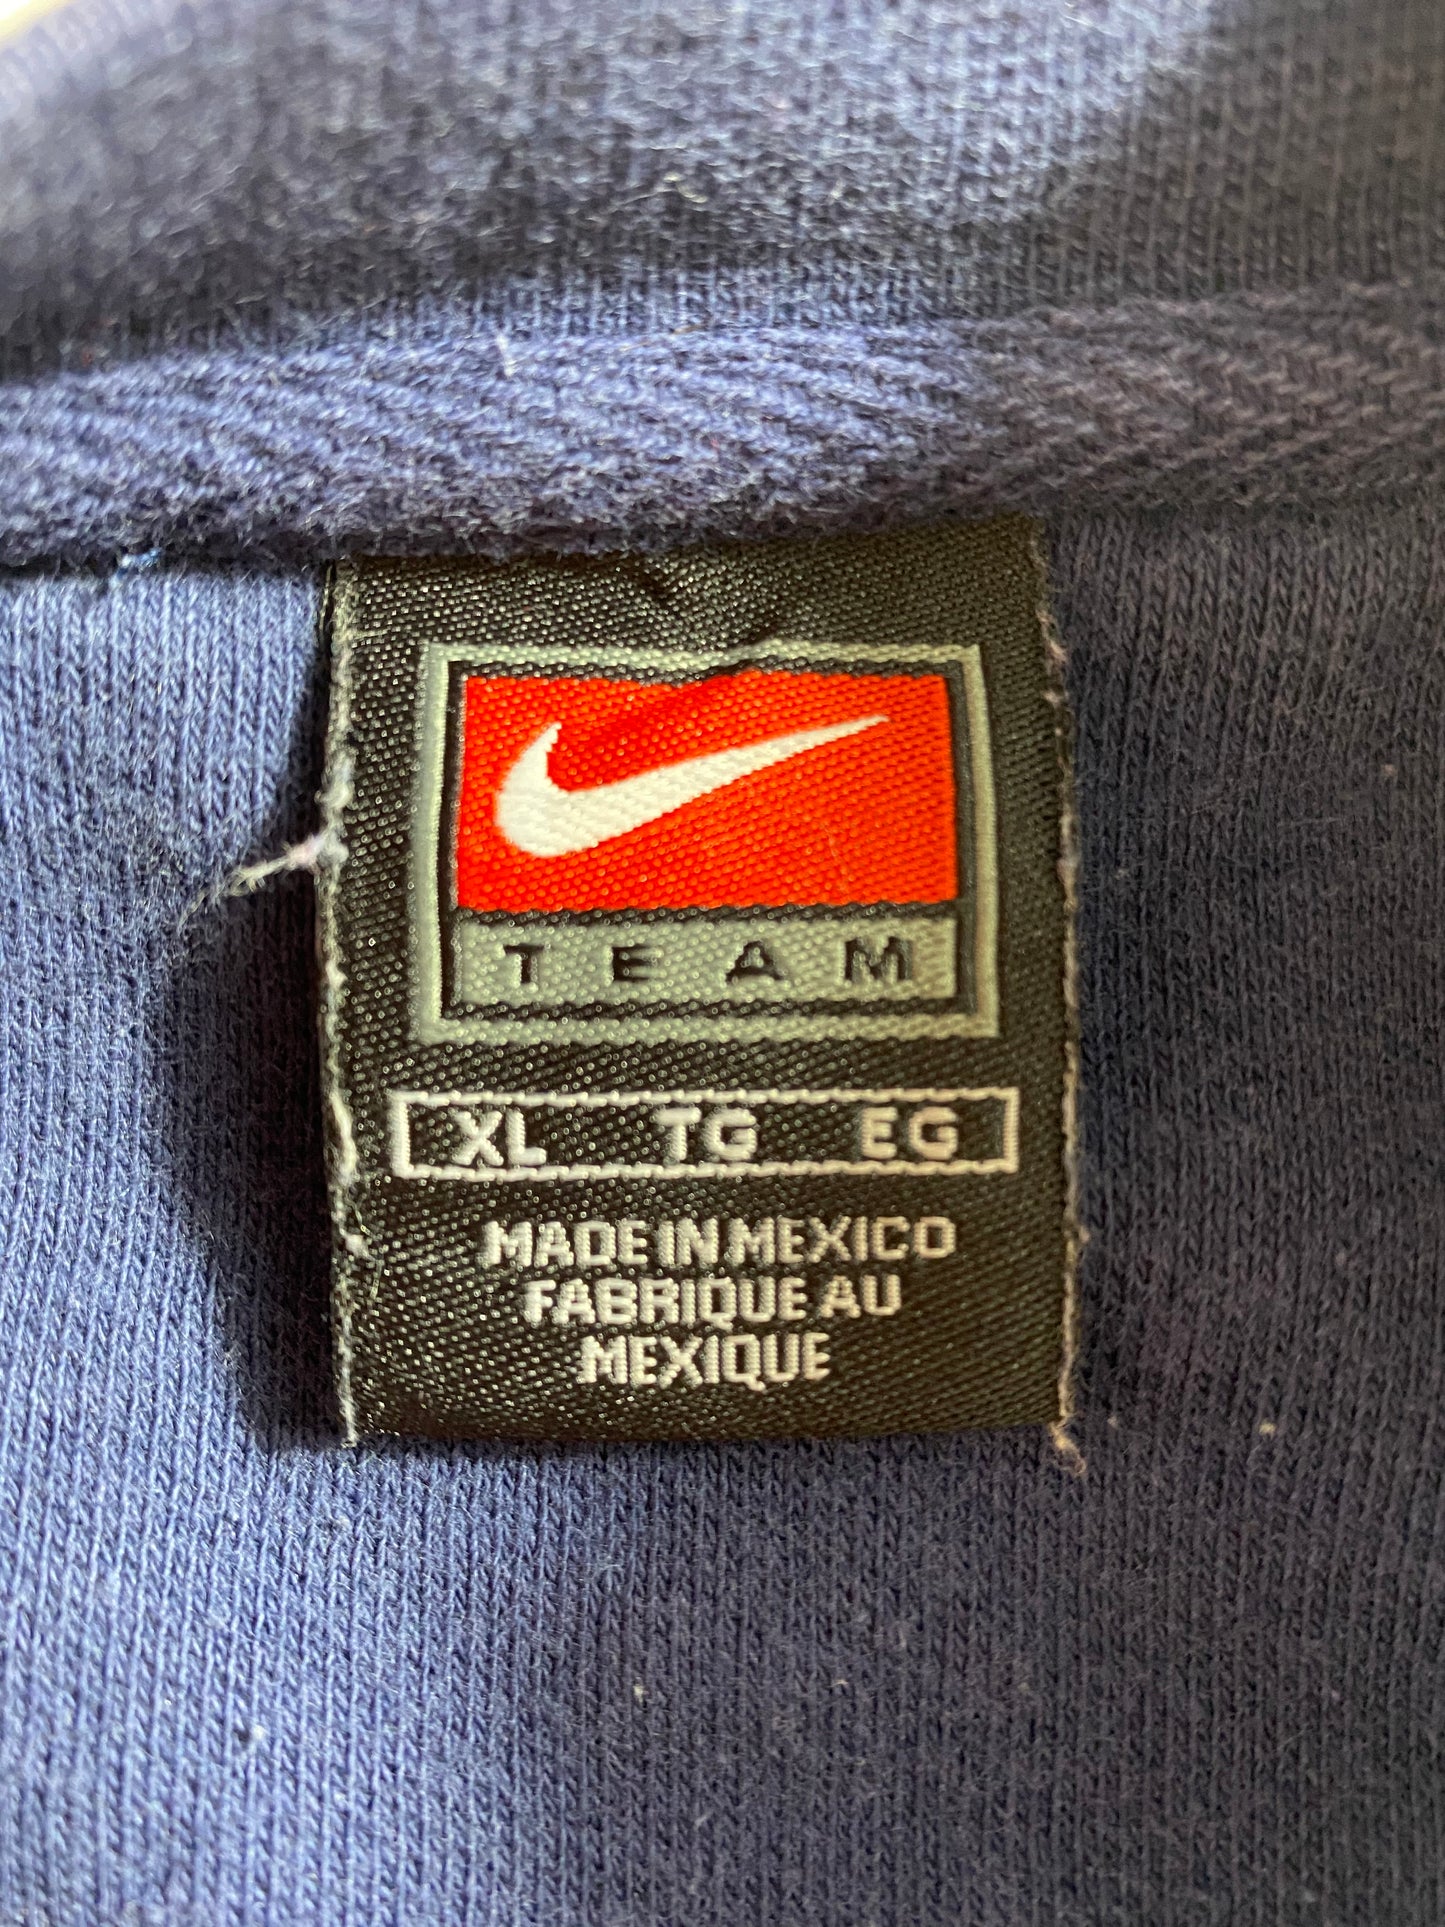 TEAM
XL TG EG
MADE IN MEXICO
FABRIQUE AU
MEXIQUE